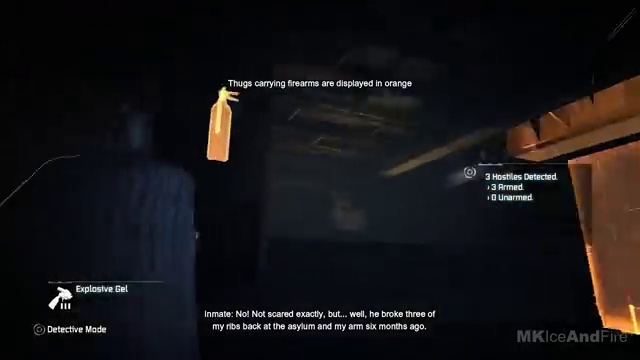 Thugs carrying firearms are displayed in orange
3 Hostiles Detected.
3 Armed.
0 Unarmed.
Explosive Gel
Inmate: No! Not scared exactly, but... well, he broke three of
my ribs back at the asylum and my arm six months ago.
Detective Mode
MKIceAndFire